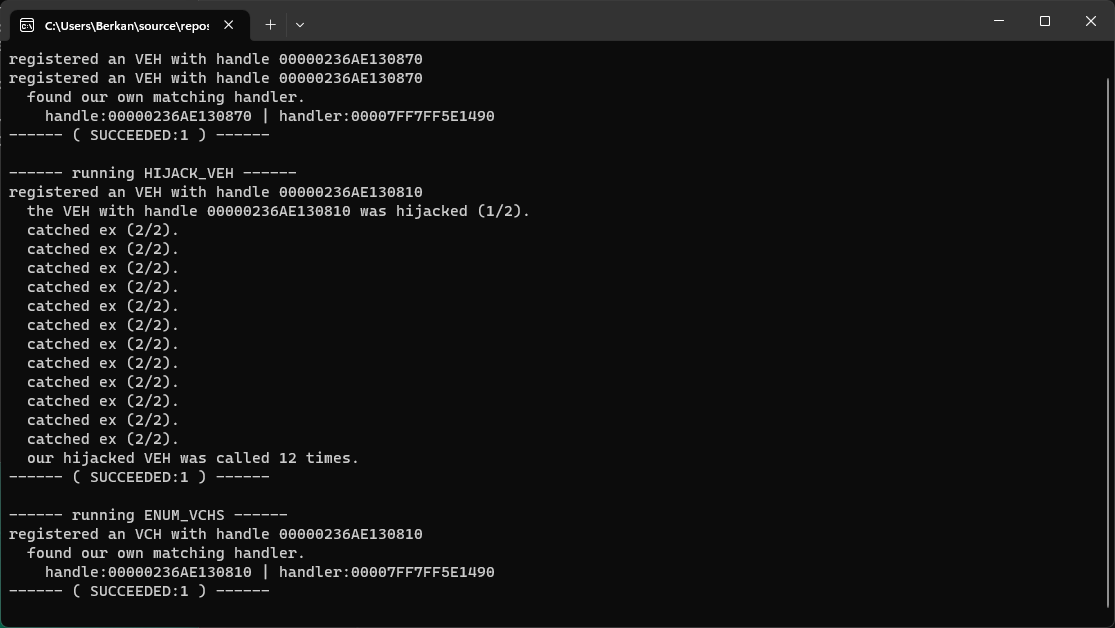 C:\Users\Berkan\source\repos
registered an VEH with handle 00000236AE130870
registered an VEH with handle 00000236AE130870
  found our own matching handler.
    handle:00000236AE130870 | handler:00007FF7FF5E1490
------ ( SUCCEEDED:1 ) ------

------ running HIJACK_VEH ------
registered an VEH with handle 00000236AE130810
  the VEH with handle 00000236AE130810 was hijacked (1/2).
  catched ex (2/2).
  catched ex (2/2).
  catched ex (2/2).
  catched ex (2/2).
  catched ex (2/2).
  catched ex (2/2).
  catched ex (2/2).
  catched ex (2/2).
  catched ex (2/2).
  catched ex (2/2).
  catched ex (2/2).
  catched ex (2/2).
  our hijacked VEH was called 12 times.
------ ( SUCCEEDED:1 ) ------

------ running ENUM_VCHS ------
registered an VCH with handle 00000236AE130810
  found our own matching handler.
    handle:00000236AE130810 | handler:00007FF7FF5E1490
------ ( SUCCEEDED:1 ) ------